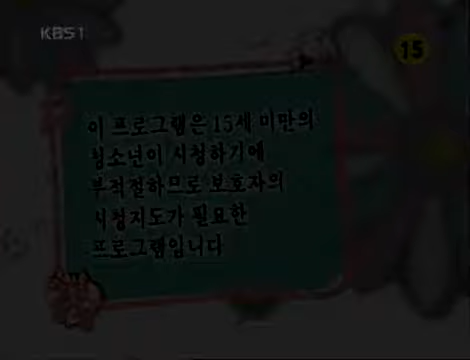 KBS1
15
이 프로그램은 15세 미만의
청소년이 시청하기에
부적절하므로 보호자의
시청지도가 필요한
프로그램입니다